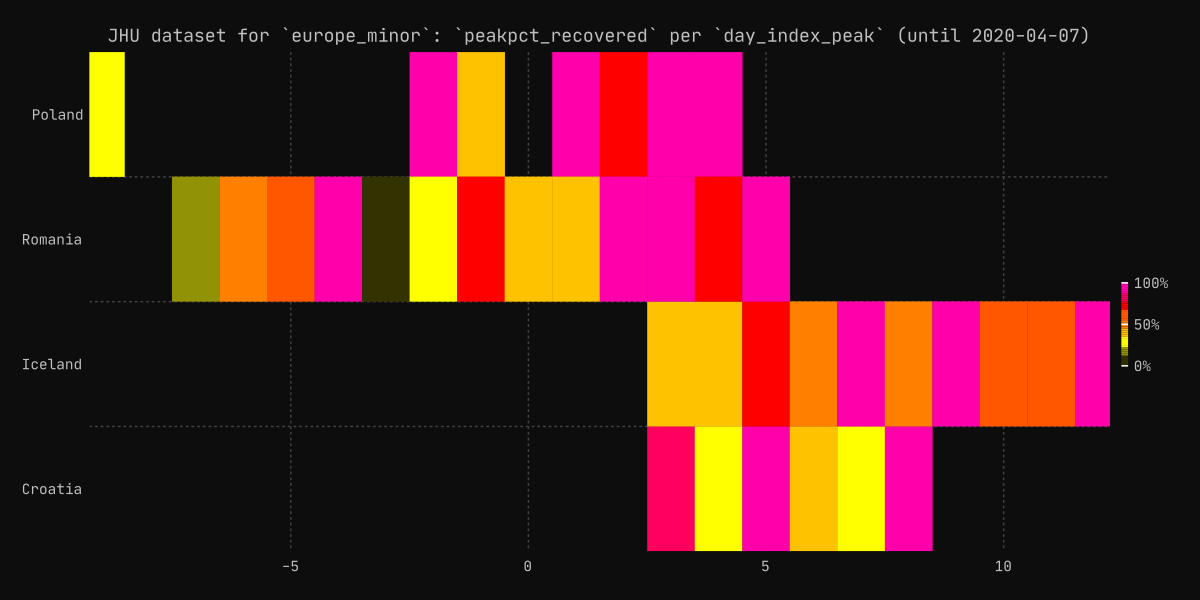 JHU dataset for `europe_minor`: `peakpct_recovered` per `day_index_peak` (until 2020-04-07)
Poland
Romania
Iceland
Croatia
100%
50%
0%
-5
0
5
10